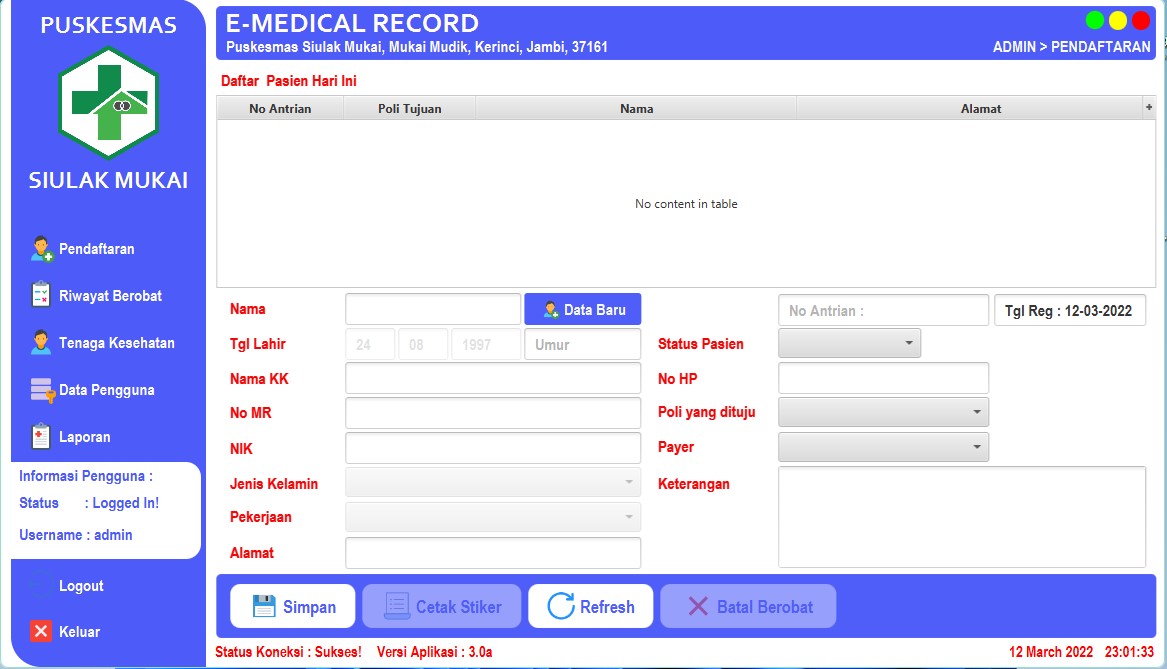 PUSKESMAS
SIULAK MUKAI
Pendaftaran
Riwayat Berobat
Tenaga Kesehatan
Data Pengguna
Laporan
Informasi Pengguna :
Status : Logged In!
Username : admin
Logout
Keluar
E-MEDICAL RECORD
Puskesmas Siulak Mukai, Mukai Mudik, Kerinci, Jambi, 37161
ADMIN > PENDAFTARAN
Daftar Pasien Hari Ini
No Antrian Poli Tujuan Nama Alamat +
No content in table
Nama Data Baru No Antrian : Tgl Reg : 12-03-2022
Tgl Lahir 24 08 1997 Umur Status Pasien
Nama KK No HP
No MR Poli yang dituju
NIK Payer
Jenis Kelamin Keterangan
Pekerjaan
Alamat
Simpan Cetak Stiker Refresh Batal Berobat
Status Koneksi : Sukses! Versi Aplikasi : 3.0a 12 March 2022 23:01:33